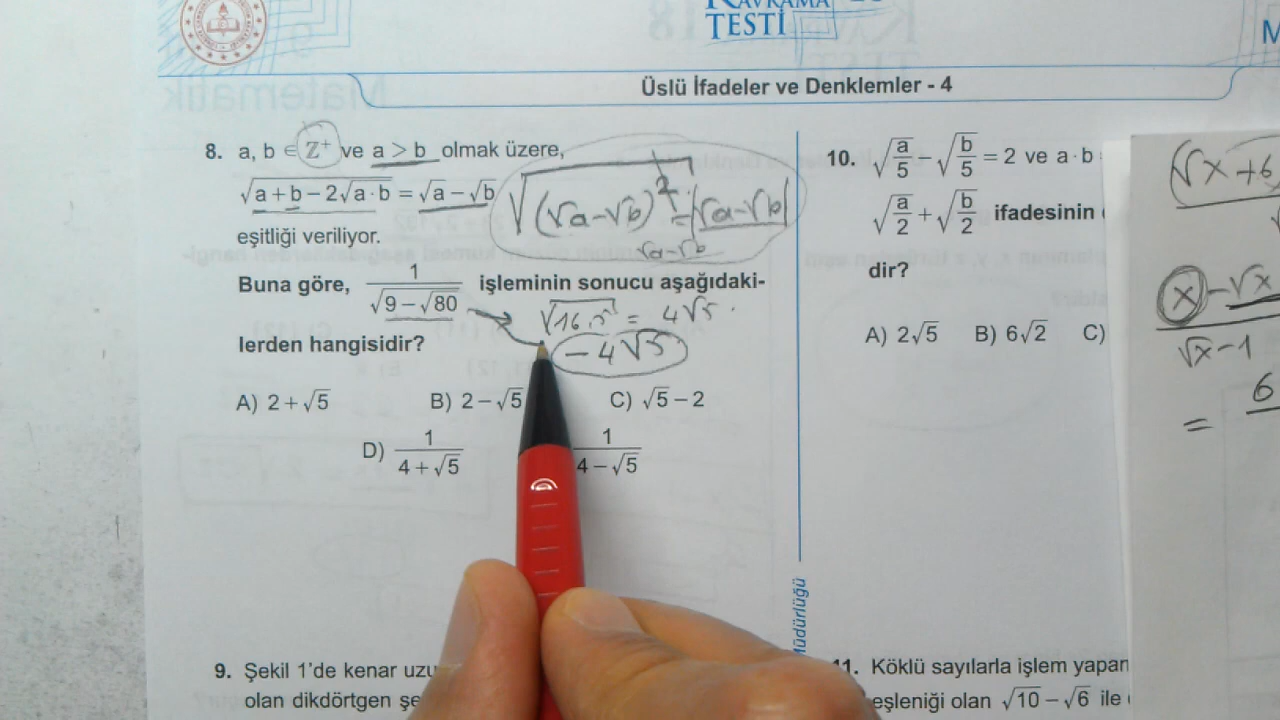 KAVRAMA
TESTİ
Üslü İfadeler ve Denklemler - 4
8. a, b ∈ Z⁺ ve a > b olmak üzere,
√(a + b − 2√(a · b)) = √a − √b
√((√a − √b)²) = |√a − √b|
√a − √b
eşitliği veriliyor.
Buna göre, 1/√(9 − √80) işleminin sonucu aşağıdaki-
√(16.5) = 4√5
− 4√5
lerden hangisidir?
A) 2 + √5 B) 2 − √5 C) √5 − 2
D) 1/(4 + √5) 1/(4 − √5)
9. Şekil 1'de kenar uzu
olan dikdörtgen şe
10. √(a/5) − √(b/5) = 2 ve a · b
√(a/2) + √(b/2) ifadesinin
dir?
A) 2√5 B) 6√2 C)
11. Köklü sayılarla işlem yapan
eşleniği olan √10 − √6 ile
üdürlüğü
M
(√x + 6
x − √x
√x − 1
= 6
Matematik